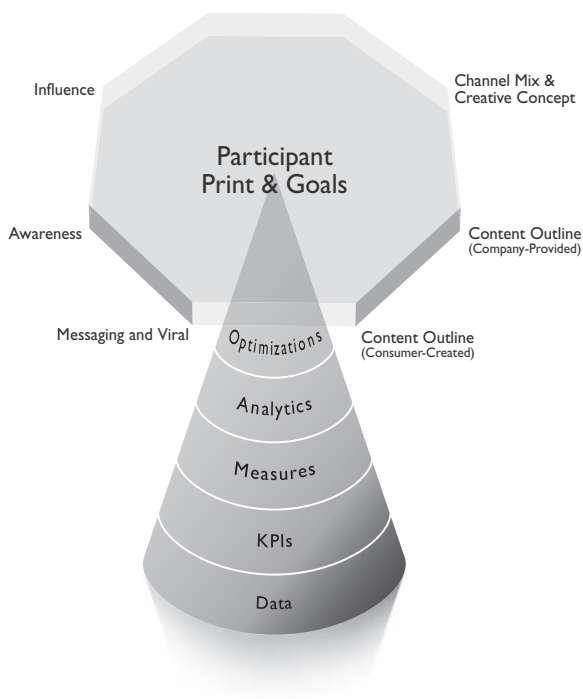 Influence
Channel Mix &
Creative Concept
Participant
Print & Goals
Awareness
Content Outline
(Company-Provided)
Messaging and Viral
Content Outline
(Consumer-Created)
Optimizations
Analytics
Measures
KPIs
Data